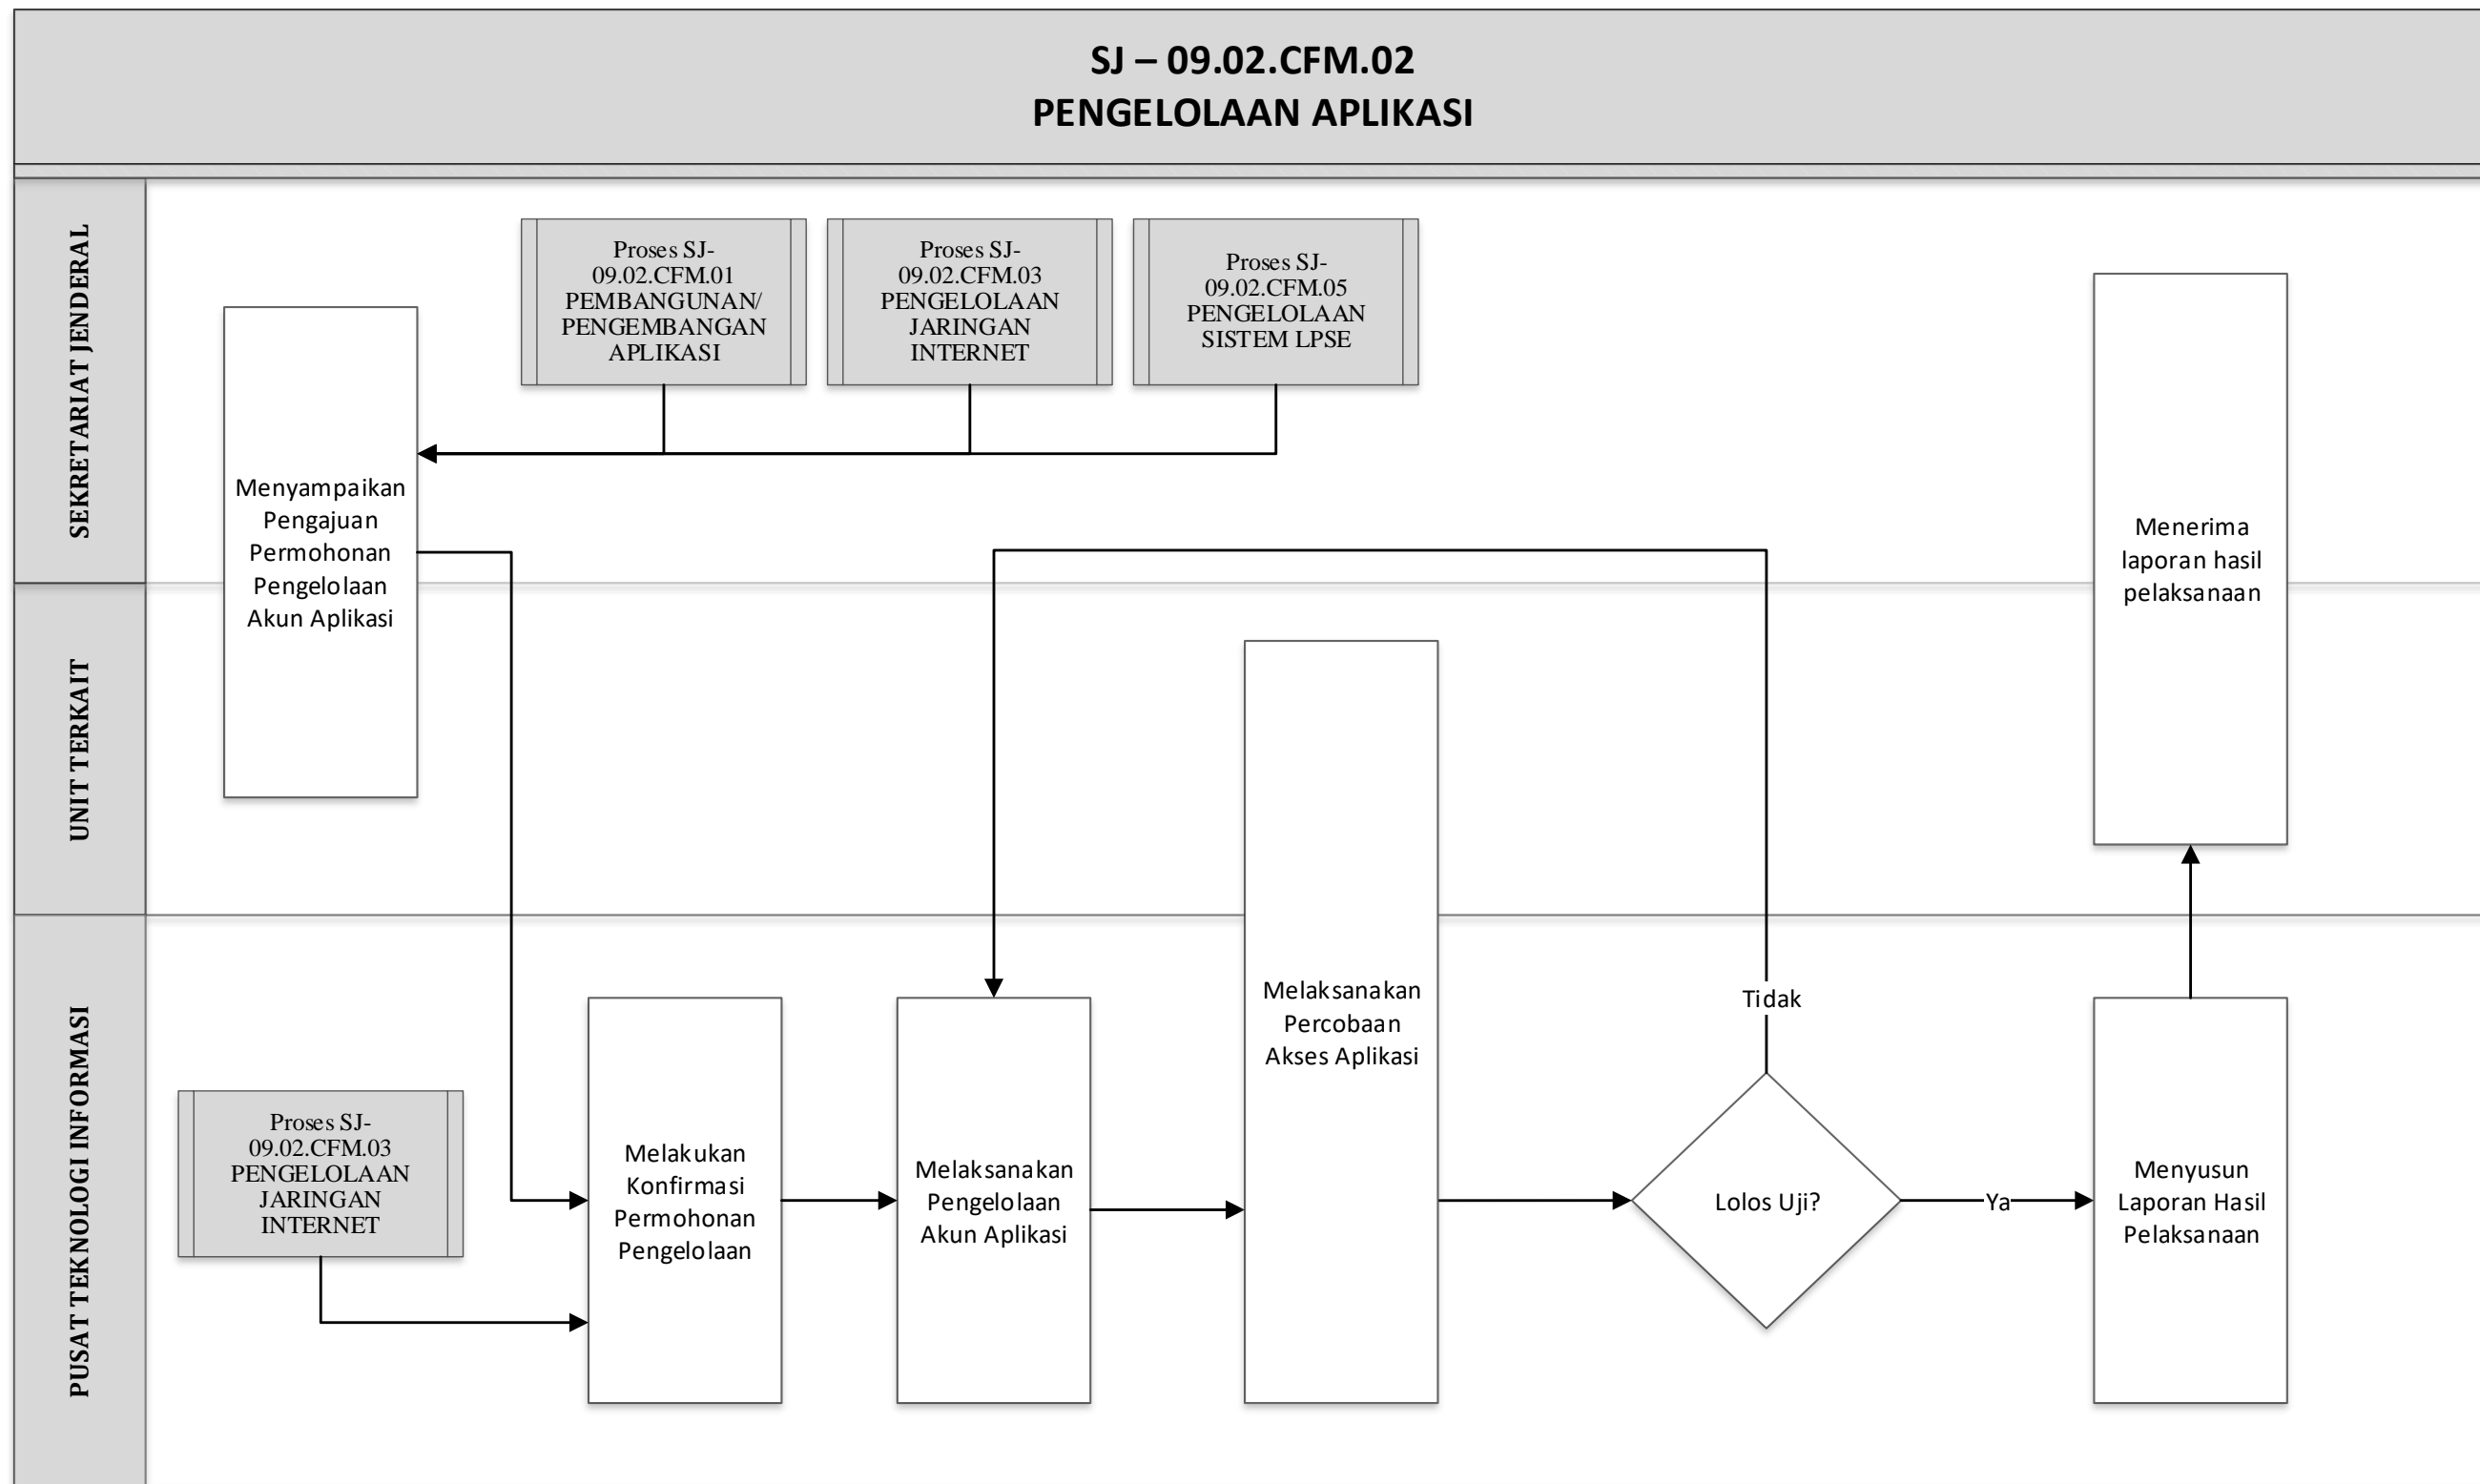 SJ – 09.02.CFM.02
PENGELOLAAN APLIKASI
SEKRETARIAT JENDERAL
Proses SJ-
09.02.CFM.01
PEMBANGUNAN/
PENGEMBANGAN
APLIKASI
Proses SJ-
09.02.CFM.03
PENGELOLAAN
JARINGAN
INTERNET
Proses SJ-
09.02.CFM.05
PENGELOLAAN
SISTEM LPSE
Menyampaikan
Pengajuan
Permohonan
Pengelolaan
Akun Aplikasi
Menerima
laporan hasil
pelaksanaan
UNIT TERKAIT
PUSAT TEKNOLOGI INFORMASI
Proses SJ-
09.02.CFM.03
PENGELOLAAN
JARINGAN
INTERNET
Melakukan
Konfirmasi
Permohonan
Pengelolaan
Melaksanakan
Pengelolaan
Akun Aplikasi
Melaksanakan
Percobaan
Akses Aplikasi
Tidak
Lolos Uji?
Ya
Menyusun
Laporan Hasil
Pelaksanaan